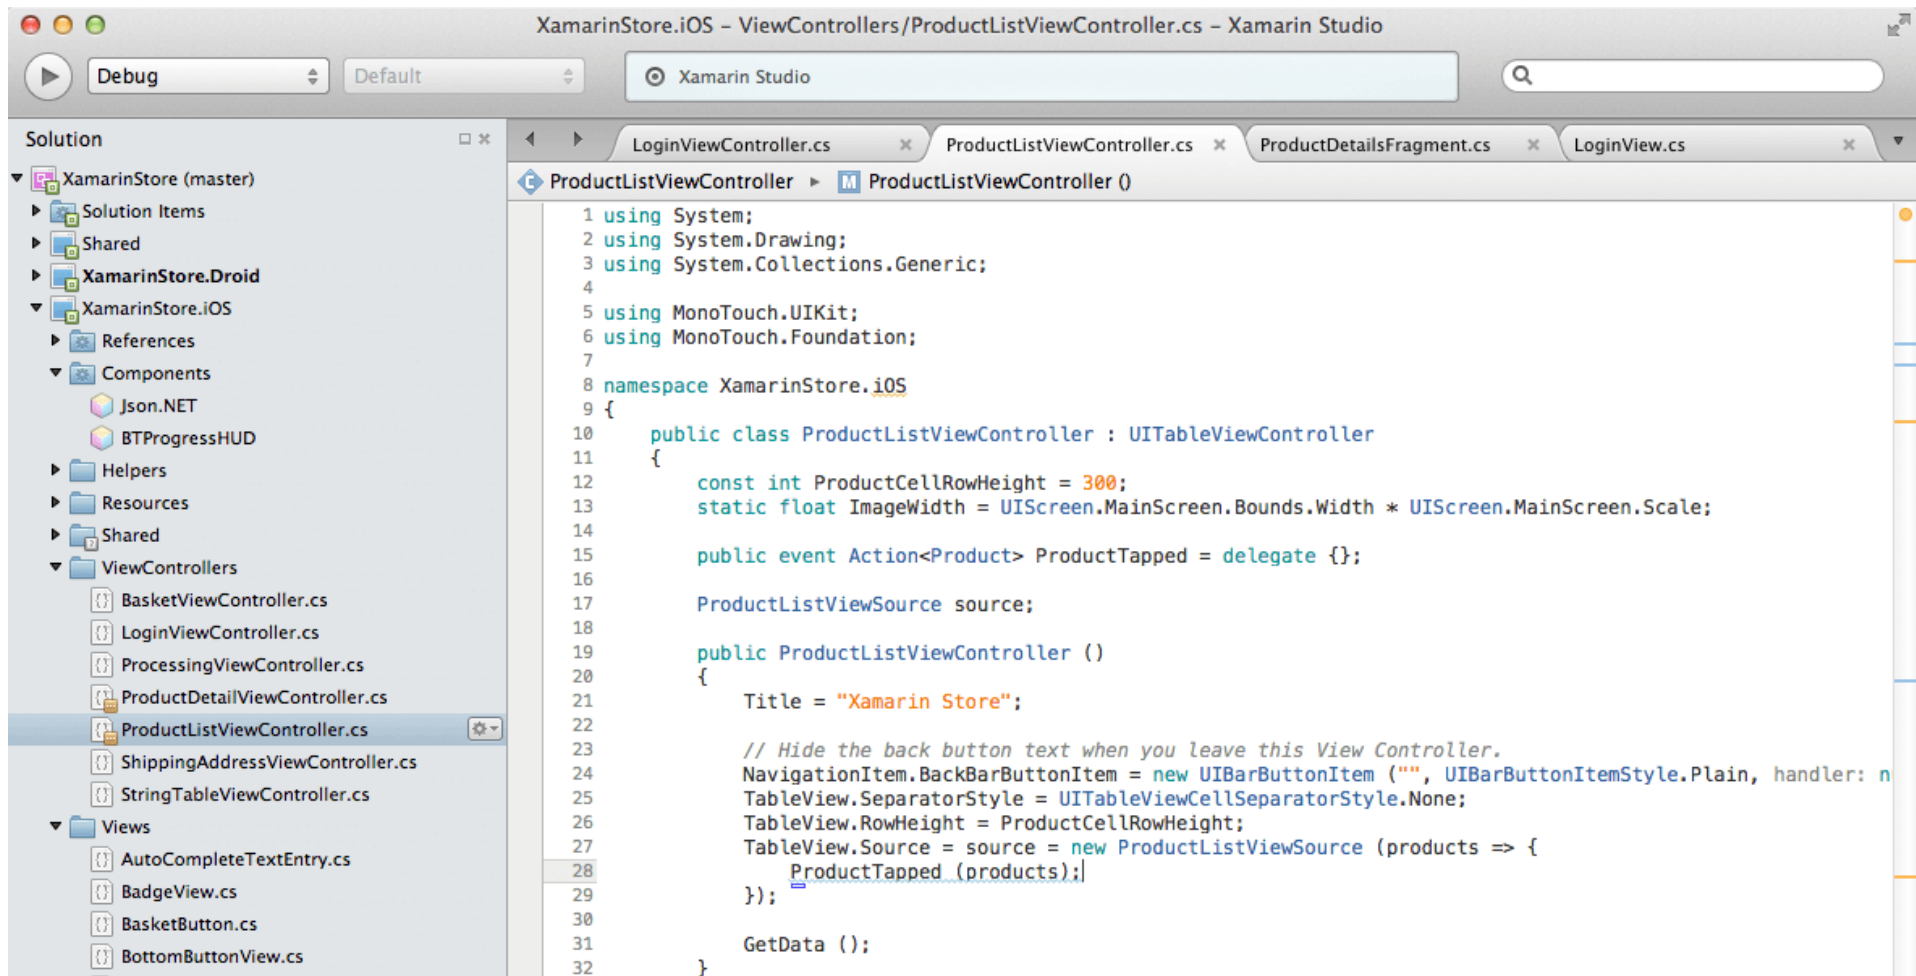 XamarinStore.iOS – ViewControllers/ProductListViewController.cs – Xamarin Studio
Debug
Default
Xamarin Studio
Solution
XamarinStore (master)
Solution Items
Shared
XamarinStore.Droid
XamarinStore.iOS
References
Components
Json.NET
BTProgressHUD
Helpers
Resources
Shared
ViewControllers
BasketViewController.cs
LoginViewController.cs
ProcessingViewController.cs
ProductDetailViewController.cs
ProductListViewController.cs
ShippingAddressViewController.cs
StringTableViewController.cs
Views
AutoCompleteTextEntry.cs
BadgeView.cs
BasketButton.cs
BottomButtonView.cs
LoginViewController.cs
ProductListViewController.cs
ProductDetailsFragment.cs
LoginView.cs
C ProductListViewController M ProductListViewController ()
1 using System;
2 using System.Drawing;
3 using System.Collections.Generic;
4
5 using MonoTouch.UIKit;
6 using MonoTouch.Foundation;
7
8 namespace XamarinStore.iOS
9 {
10 public class ProductListViewController : UITableViewController
11 {
12 const int ProductCellRowHeight = 300;
13 static float ImageWidth = UIScreen.MainScreen.Bounds.Width * UIScreen.MainScreen.Scale;
14
15 public event Action<Product> ProductTapped = delegate {};
16
17 ProductListViewSource source;
18
19 public ProductListViewController ()
20 {
21 Title = "Xamarin Store";
22
23 // Hide the back button text when you leave this View Controller.
24 NavigationItem.BackBarButtonItem = new UIBarButtonItem ("", UIBarButtonItemStyle.Plain, handler: n
25 TableView.SeparatorStyle = UITableViewCellSeparatorStyle.None;
26 TableView.RowHeight = ProductCellRowHeight;
27 TableView.Source = source = new ProductListViewSource (products => {
28 ProductTapped (products);
29 });
30
31 GetData ();
32 }